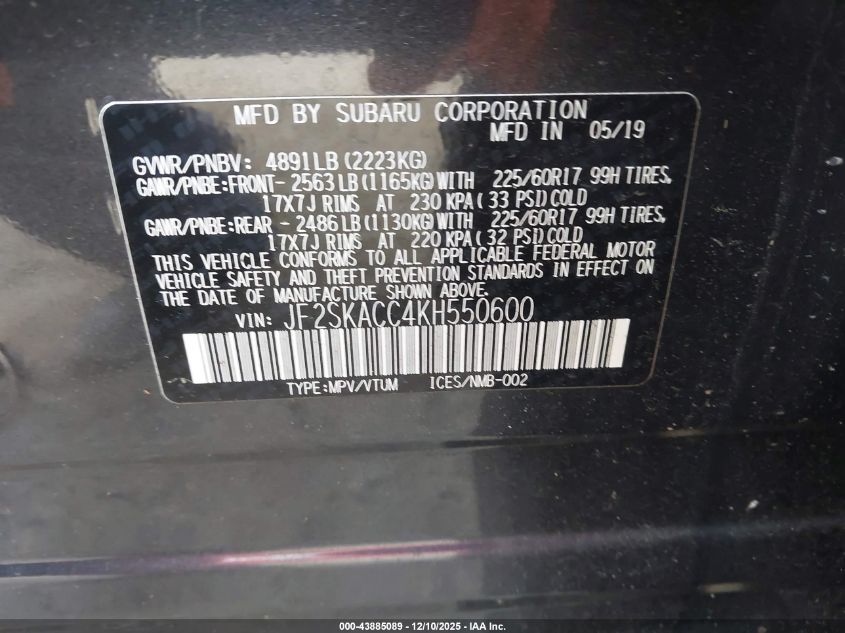 MFD BY SUBARU CORPORATION
MFD IN 05/19
GVWR/PNBV: 4891LB(2223KG)
GAWR/PNBE:FRONT-2563LB(1165KG)WITH 225/60R17 99H TIRES,
17X7J RIMS AT 230 KPA(33 PSI)COLD
GAWR/PNBE:REAR -2486LB(1130KG)WITH 225/60R17 99H TIRES,
17X7J RIMS AT 220 KPA(32 PSI)COLD
THIS VEHICLE CONFORMS TO ALL APPLICABLE FEDERAL MOTOR
VEHICLE SAFETY AND THEFT PREVENTION STANDARDS IN EFFECT ON
THE DATE OF MANUFACTURE SHOWN ABOVE.
VIN: JF2SKACC4KH550600
TYPE:MPV/VTUM ICES/NMB-002
000-43885089 - 12/10/2025 - IAA Inc.